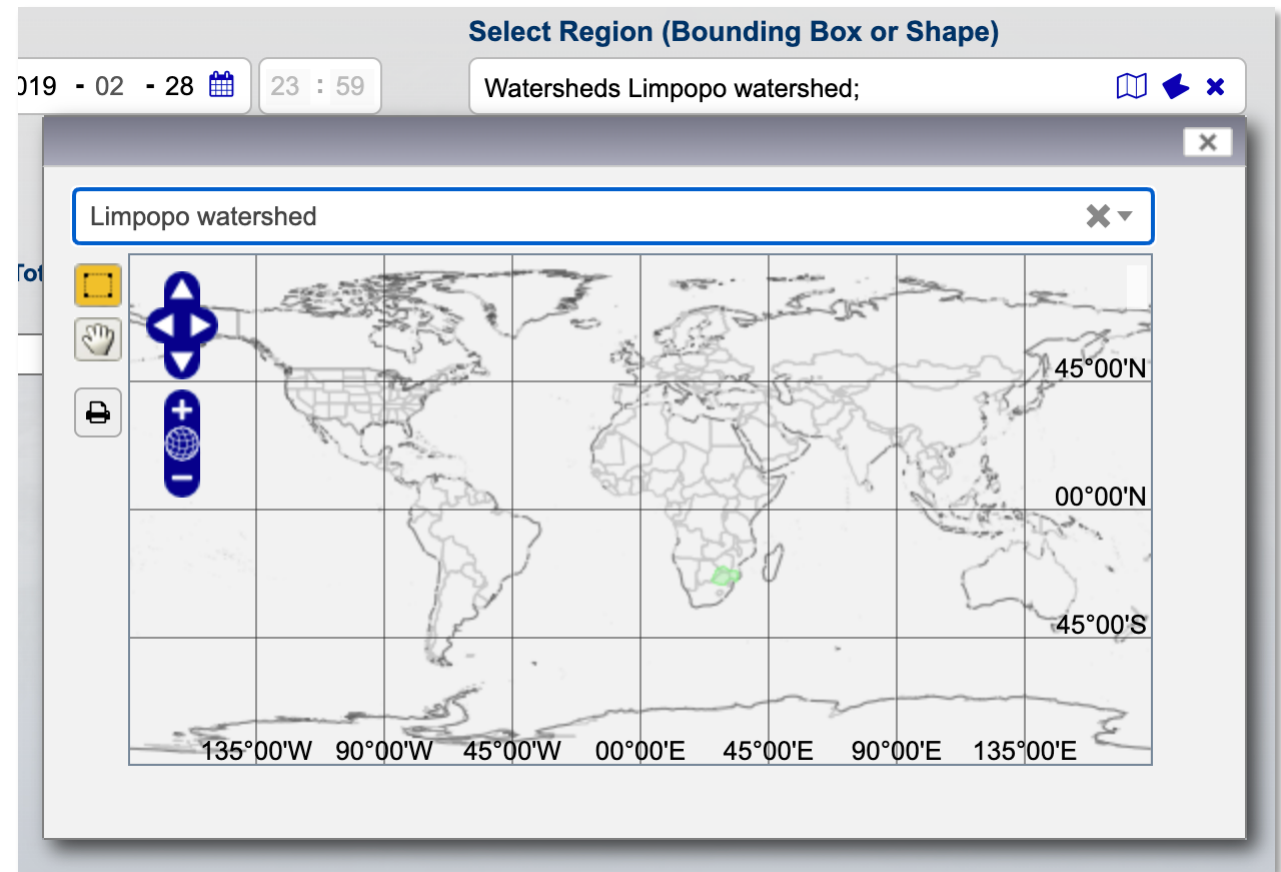 Select Region (Bounding Box or Shape)
019 - 02 - 28 23 : 59 Watersheds Limpopo watershed;
Limpopo watershed
Tot
45°00'N
00°00'N
45°00'S
135°00'W 90°00'W 45°00'W 00°00'E 45°00'E 90°00'E 135°00'E